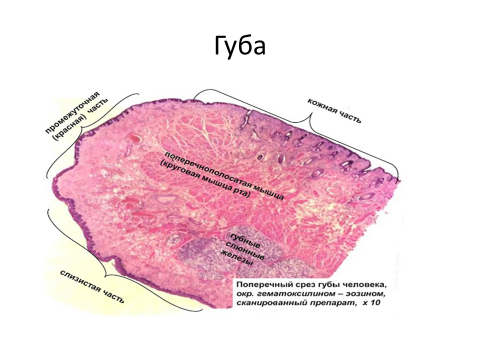 Губа
промежуточная
(красная) часть
кожная часть
поперечнополосатая мышца
(круговая мышца рта)
губные
слюнные
железы
слизистая часть
Поперечный срез губы человека,
окр. гематоксилином – эозином,
сканированный препарат, х 10